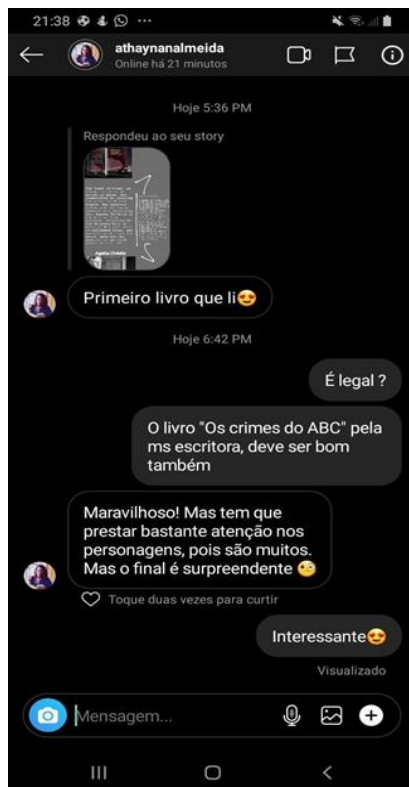 21:38
athaynanalmeida
Online há 21 minutos
Hoje 5:36 PM
Respondeu ao seu story
Agatha Christie
Primeiro livro que li😍
Hoje 6:42 PM
É legal ?
O livro "Os crimes do ABC" pela
ms escritora, deve ser bom
também
Maravilhoso! Mas tem que
prestar bastante atenção nos
personagens, pois são muitos.
Mas o final é surpreendente 🧐
Toque duas vezes para curtir
Interessante😍
Visualizado
Mensagem...